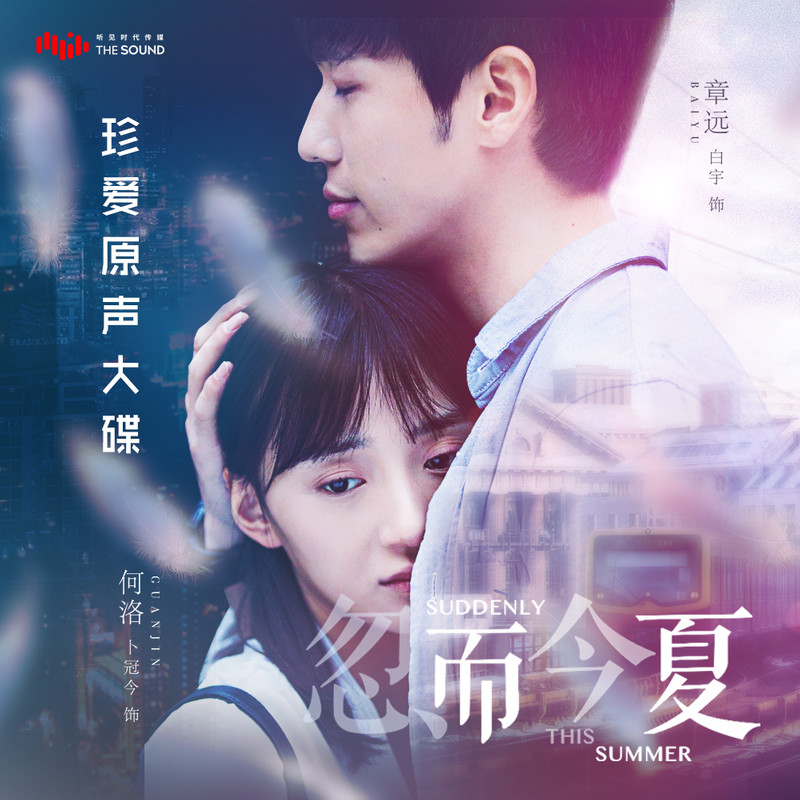 听见时代传媒
THE SOUND
珍爱原声大碟
章远
BAIYU
白宇 饰
何洛
GUANJIN
卜冠今 饰
忽而今夏
SUDDENLY
THIS
SUMMER